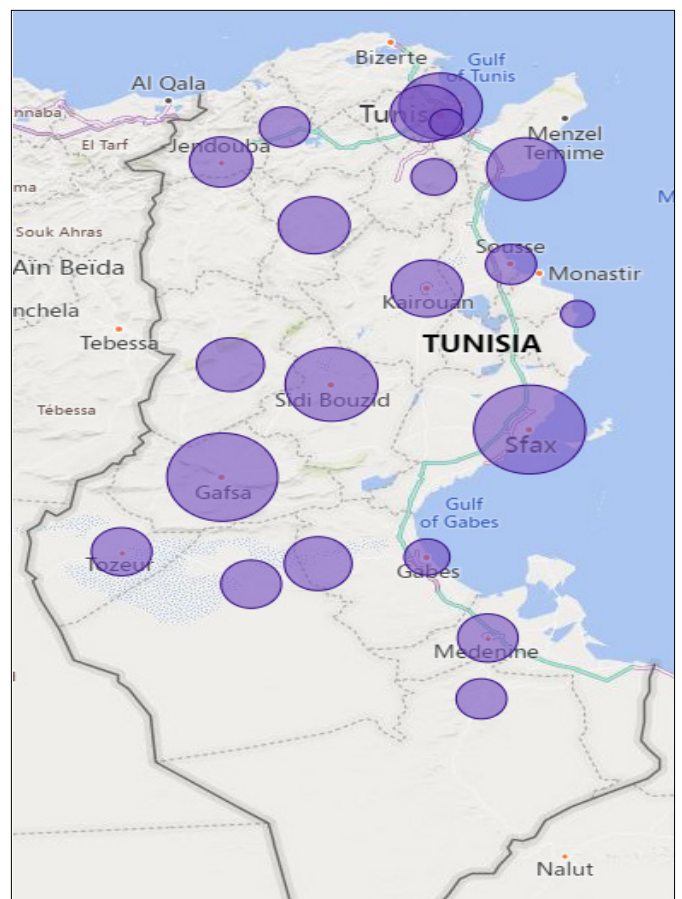 Bizerte
Gulf
of Tunis
Al Qala
nnaba
Tunis
Menzel
Temime
El Tarf
Jendouba
ma
M
Souk Ahras
Sousse
Aïn Beïda
Monastir
Kairouan
nchela
TUNISIA
Tebessa
Sidi Bouzid
Tébessa
Sfax
Gafsa
Gulf
of Gabes
Tozeur
Gabes
Medenine
Nalut